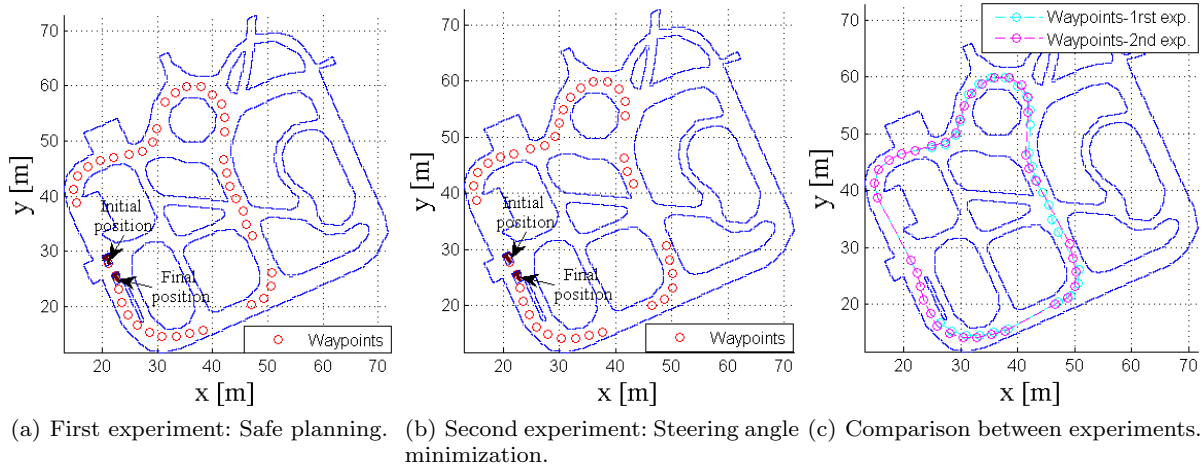 70
60
50
40
30
20
y [m]
Initial
position
Final
position
Waypoints
20 30 40 50 60 70
x [m]
(a) First experiment: Safe planning.
70
60
50
40
30
20
y [m]
Initial
position
Final
position
Waypoints
20 30 40 50 60 70
x [m]
(b) Second experiment: Steering angle
minimization.
Waypoints-1rst exp.
Waypoints-2nd exp.
70
60
50
40
30
20
y [m]
20 30 40 50 60 70
x [m]
(c) Comparison between experiments.